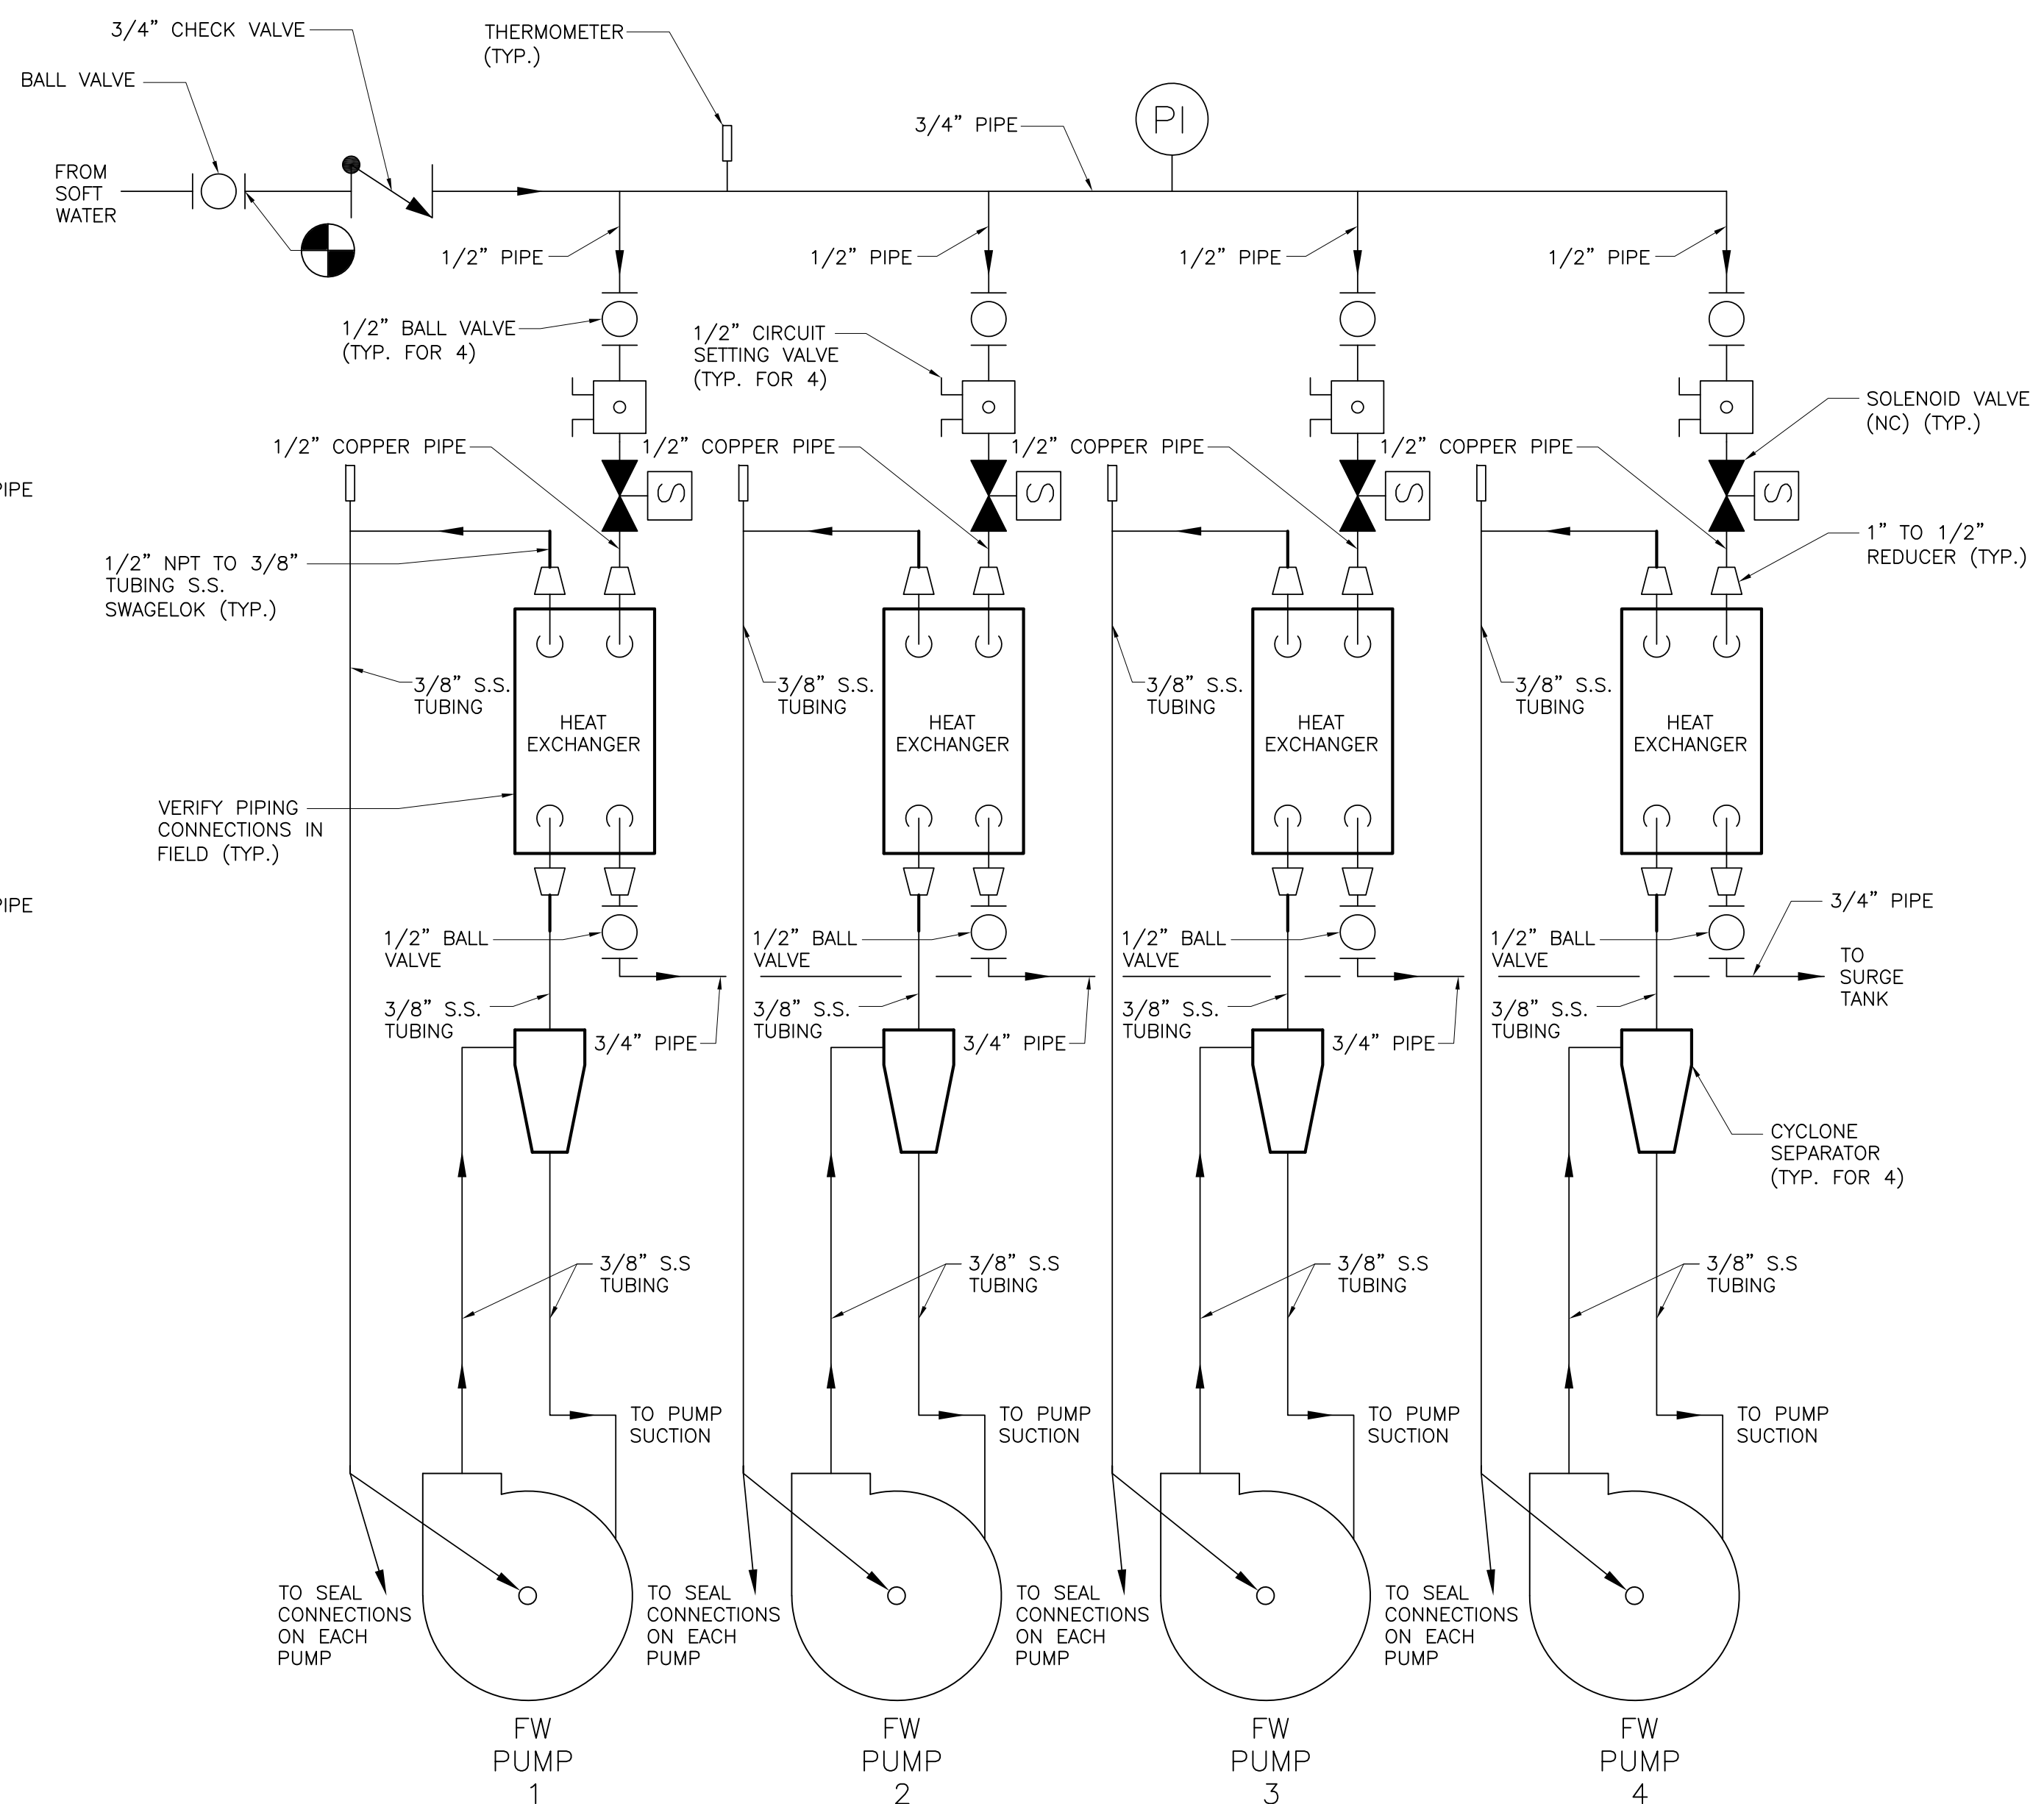 3/4" CHECK VALVE
THERMOMETER
(TYP.)
BALL VALVE
3/4" PIPE
PI
FROM
SOFT
WATER
1/2" PIPE
1/2" PIPE
1/2" PIPE
1/2" PIPE
1/2" BALL VALVE
(TYP. FOR 4)
1/2" CIRCUIT
SETTING VALVE
(TYP. FOR 4)
SOLENOID VALVE
(NC) (TYP.)
1/2" COPPER PIPE
1/2" COPPER PIPE
1/2" COPPER PIPE
1/2" COPPER PIPE
S
S
S
S
PIPE
1/2" NPT TO 3/8"
TUBING S.S.
SWAGELOK (TYP.)
1" TO 1/2"
REDUCER (TYP.)
3/8" S.S.
TUBING
3/8" S.S.
TUBING
3/8" S.S.
TUBING
3/8" S.S.
TUBING
HEAT
EXCHANGER
HEAT
EXCHANGER
HEAT
EXCHANGER
HEAT
EXCHANGER
VERIFY PIPING
CONNECTIONS IN
FIELD (TYP.)
PIPE
1/2" BALL
VALVE
1/2" BALL
VALVE
1/2" BALL
VALVE
1/2" BALL
VALVE
3/4" PIPE
TO
SURGE
TANK
3/8" S.S.
TUBING
3/8" S.S.
TUBING
3/8" S.S.
TUBING
3/8" S.S.
TUBING
3/4" PIPE
3/4" PIPE
3/4" PIPE
CYCLONE
SEPARATOR
(TYP. FOR 4)
3/8" S.S
TUBING
3/8" S.S
TUBING
3/8" S.S
TUBING
3/8" S.S
TUBING
TO PUMP
SUCTION
TO PUMP
SUCTION
TO PUMP
SUCTION
TO PUMP
SUCTION
TO SEAL
CONNECTIONS
ON EACH
PUMP
TO SEAL
CONNECTIONS
ON EACH
PUMP
TO SEAL
CONNECTIONS
ON EACH
PUMP
TO SEAL
CONNECTIONS
ON EACH
PUMP
FW
PUMP
1
FW
PUMP
2
FW
PUMP
3
FW
PUMP
4